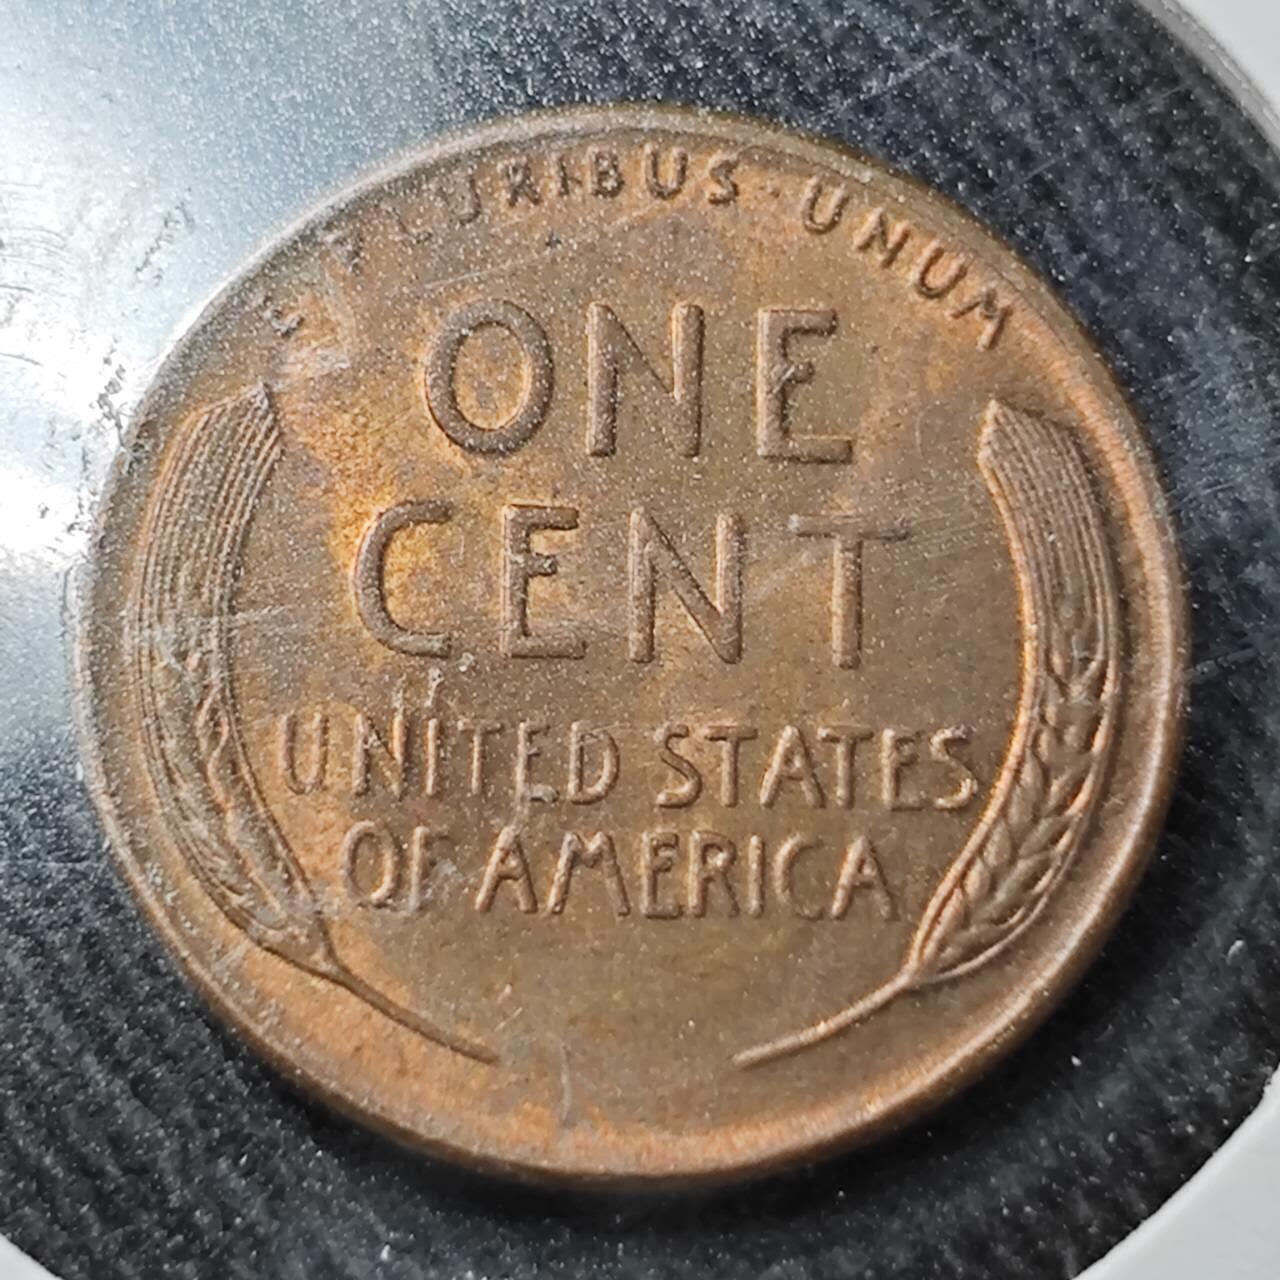 E PLURIBUS · UNUM
ONE
CENT
UNITED STATES
OF AMERICA